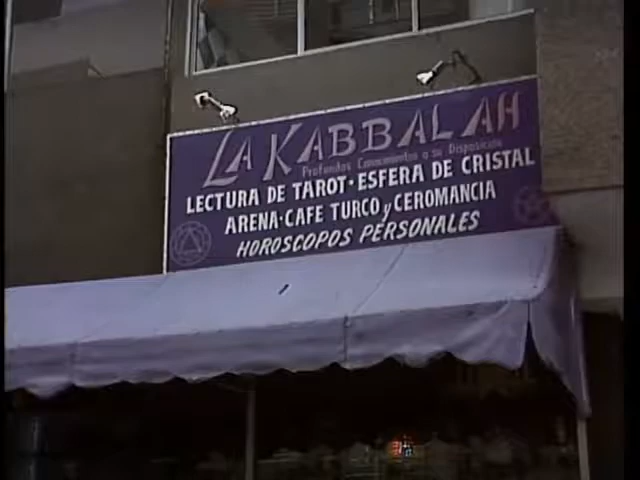 LA KABBALAH
Profundos Conocimientos a su Disposición
LECTURA DE TAROT • ESFERA DE CRISTAL
ARENA • CAFE TURCO y CEROMANCIA
HOROSCOPOS PERSONALES